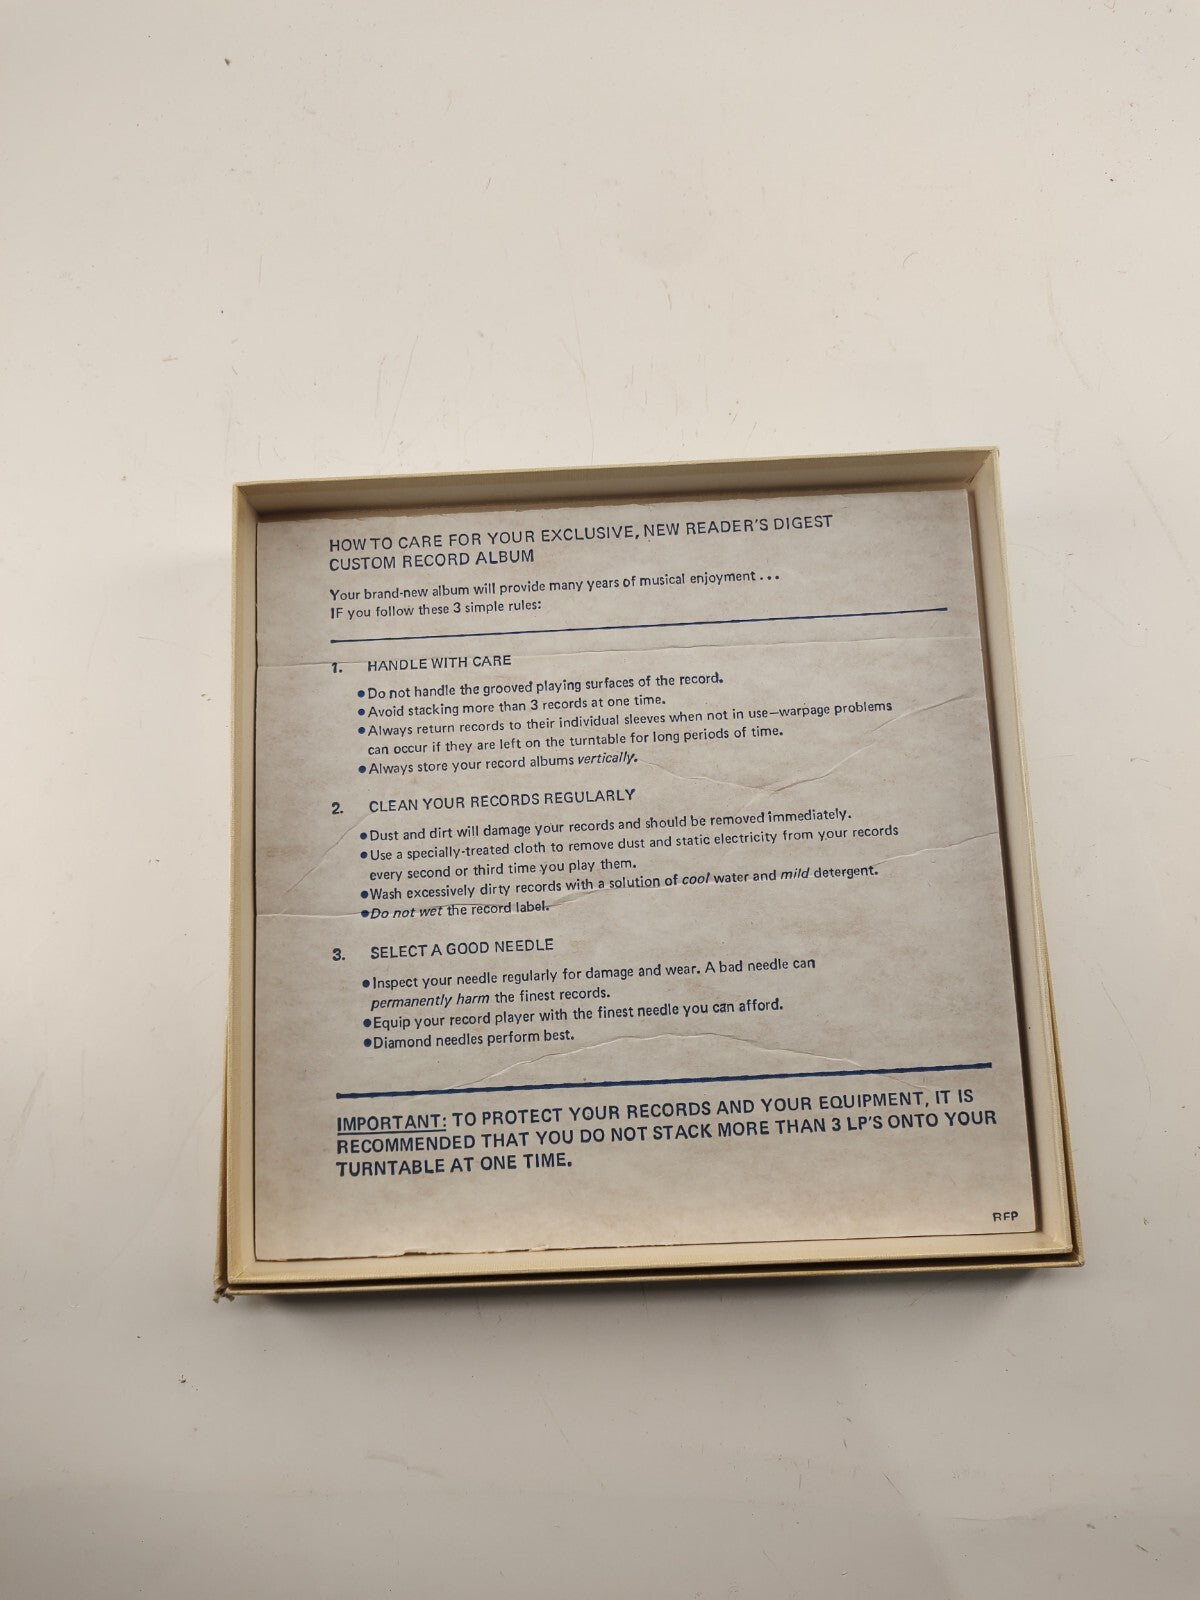 HOW TO CARE FOR YOUR EXCLUSIVE, NEW READER'S DIGEST
CUSTOM RECORD ALBUM
Your brand-new album will provide many years of musical enjoyment...
IF you follow these 3 simple rules:
1. HANDLE WITH CARE
●Do not handle the grooved playing surfaces of the record.
●Avoid stacking more than 3 records at one time.
●Always return records to their individual sleeves when not in use—warpage problems
can occur if they are left on the turntable for long periods of time.
●Always store your record albums vertically.
2. CLEAN YOUR RECORDS REGULARLY
●Dust and dirt will damage your records and should be removed immediately.
●Use a specially-treated cloth to remove dust and static electricity from your records
every second or third time you play them.
●Wash excessively dirty records with a solution of cool water and mild detergent.
●Do not wet the record label.
3. SELECT A GOOD NEEDLE
●Inspect your needle regularly for damage and wear. A bad needle can
permanently harm the finest records.
●Equip your record player with the finest needle you can afford.
●Diamond needles perform best.
IMPORTANT: TO PROTECT YOUR RECORDS AND YOUR EQUIPMENT, IT IS
RECOMMENDED THAT YOU DO NOT STACK MORE THAN 3 LP'S ONTO YOUR
TURNTABLE AT ONE TIME.
RFP